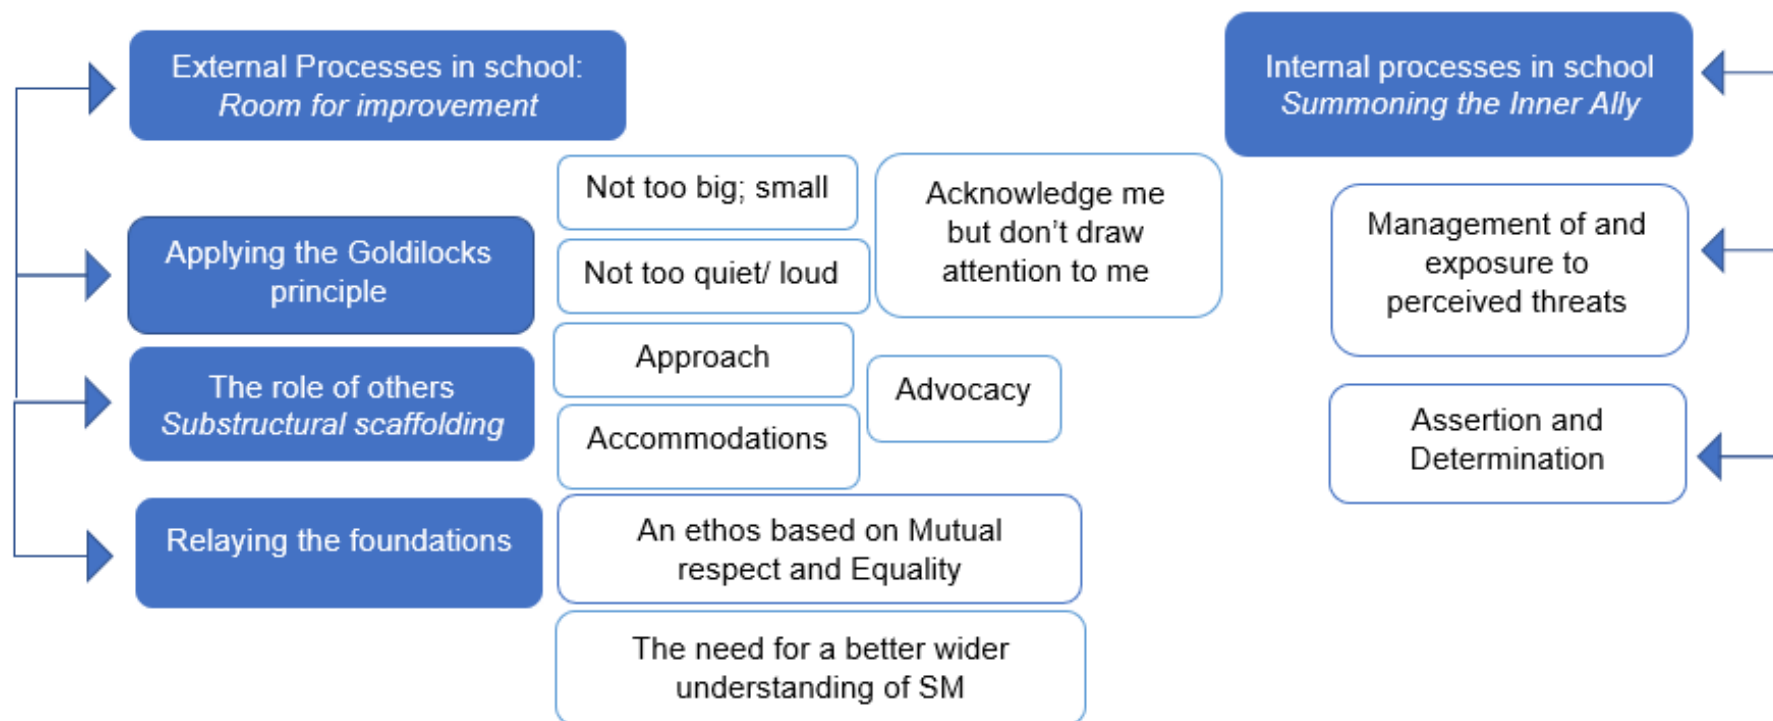 External Processes in school:
Room for improvement
Internal processes in school
Summoning the Inner Ally
Applying the Goldilocks
principle
Not too big; small
Not too quiet/ loud
Acknowledge me
but don’t draw
attention to me
Management of and
exposure to
perceived threats
The role of others
Substructural scaffolding
Approach
Accommodations
Advocacy
Assertion and
Determination
Relaying the foundations
An ethos based on Mutual
respect and Equality
The need for a better wider
understanding of SM